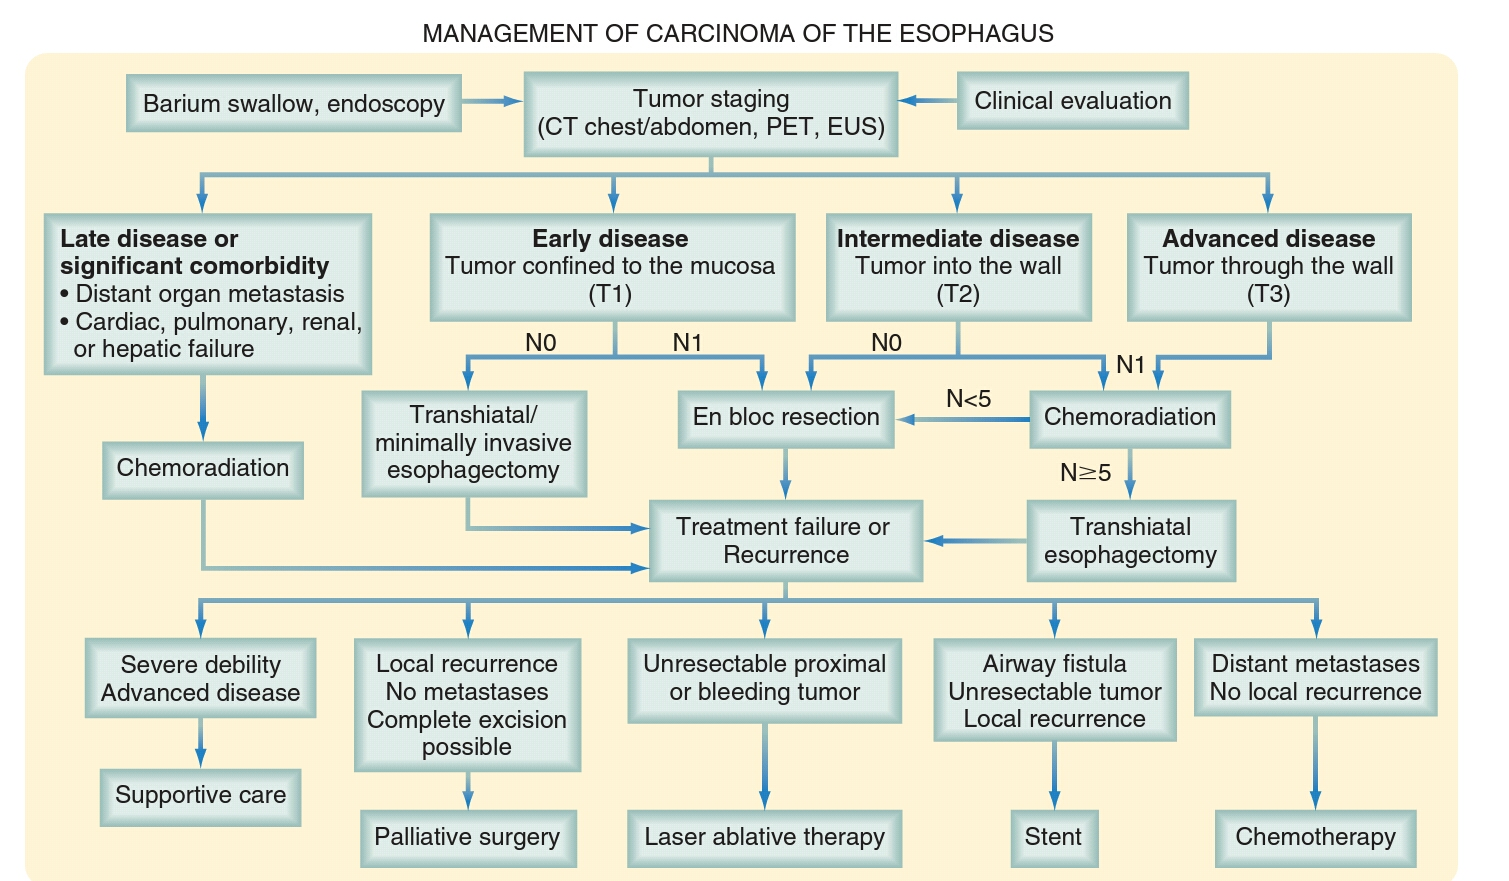 MANAGEMENT OF CARCINOMA OF THE ESOPHAGUS
Barium swallow, endoscopy
Tumor staging
(CT chest/abdomen, PET, EUS)
Clinical evaluation
Late disease or
significant comorbidity
• Distant organ metastasis
• Cardiac, pulmonary, renal,
or hepatic failure
Early disease
Tumor confined to the mucosa
(T1)
Intermediate disease
Tumor into the wall
(T2)
Advanced disease
Tumor through the wall
(T3)
N0
N1
N0
N1
Chemoradiation
Transhiatal/
minimally invasive
esophagectomy
En bloc resection
N<5
Chemoradiation
N≥5
Treatment failure or
Recurrence
Transhiatal
esophagectomy
Severe debility
Advanced disease
Local recurrence
No metastases
Complete excision
possible
Unresectable proximal
or bleeding tumor
Airway fistula
Unresectable tumor
Local recurrence
Distant metastases
No local recurrence
Supportive care
Palliative surgery
Laser ablative therapy
Stent
Chemotherapy